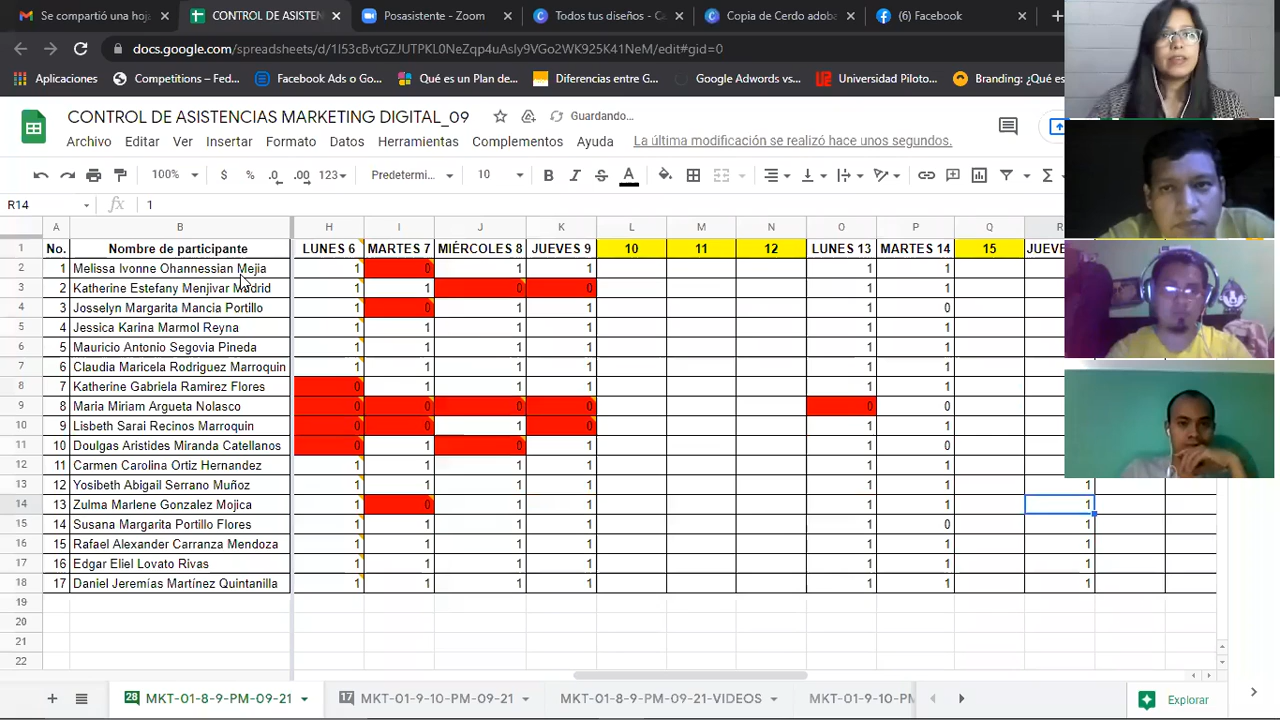 Se compartió una hoj
CONTROL DE ASISTEN
Posasistente - Zoom
Todos tus diseños - Ca
Copia de Cerdo adoba
(6) Facebook
docs.google.com/spreadsheets/d/1I53cBvtGZJUTPKL0NeZqp4uAsly9VGo2WK925K41NeM/edit#gid=0
Aplicaciones
Competitions – Fed...
Facebook Ads o Go...
Qué es un Plan de...
Diferencias entre G...
Google Adwords vs...
Universidad Piloto...
Branding: ¿Qué es
CONTROL DE ASISTENCIAS MARKETING DIGITAL_09
Guardando...
Archivo Editar Ver Insertar Formato Datos Herramientas Complementos Ayuda La última modificación se realizó hace unos segundos.
100% $ % .0 .00 123 Predetermi... 10 B I S A
R14 fx 1
A B H I J K L M N O P Q R
1 No. Nombre de participante LUNES 6 MARTES 7 MIÉRCOLES 8 JUEVES 9 10 11 12 LUNES 13 MARTES 14 15 JUEVE
2 1 Melissa Ivonne Ohannessian Mejia 1 0 1 1 1 1
3 2 Katherine Estefany Menjivar Madrid 1 1 0 0 1 1
4 3 Josselyn Margarita Mancia Portillo 1 0 1 1 1 0
5 4 Jessica Karina Marmol Reyna 1 1 1 1 1 1
6 5 Mauricio Antonio Segovia Pineda 1 1 1 1 1 1
7 6 Claudia Maricela Rodriguez Marroquin 1 1 1 1 1 1
8 7 Katherine Gabriela Ramirez Flores 0 1 1 1 1 1
9 8 Maria Miriam Argueta Nolasco 0 0 0 0 0 0
10 9 Lisbeth Sarai Recinos Marroquin 0 0 1 0 1 1
11 10 Doulgas Aristides Miranda Catellanos 0 1 0 1 1 0
12 11 Carmen Carolina Ortiz Hernandez 1 1 1 1 1 1
13 12 Yosibeth Abigail Serrano Muñoz 1 1 1 1 1 1 1
14 13 Zulma Marlene Gonzalez Mojica 1 0 1 1 1 1 1
15 14 Susana Margarita Portillo Flores 1 1 1 1 1 0 1
16 15 Rafael Alexander Carranza Mendoza 1 1 1 1 1 1 1
17 16 Edgar Eliel Lovato Rivas 1 1 1 1 1 1 1
18 17 Daniel Jeremías Martínez Quintanilla 1 1 1 1 1 1 1
19
20
21
22
28 MKT-01-8-9-PM-09-21
17 MKT-01-9-10-PM-09-21
MKT-01-8-9-PM-09-21-VIDEOS
MKT-01-9-10-PM
Explorar